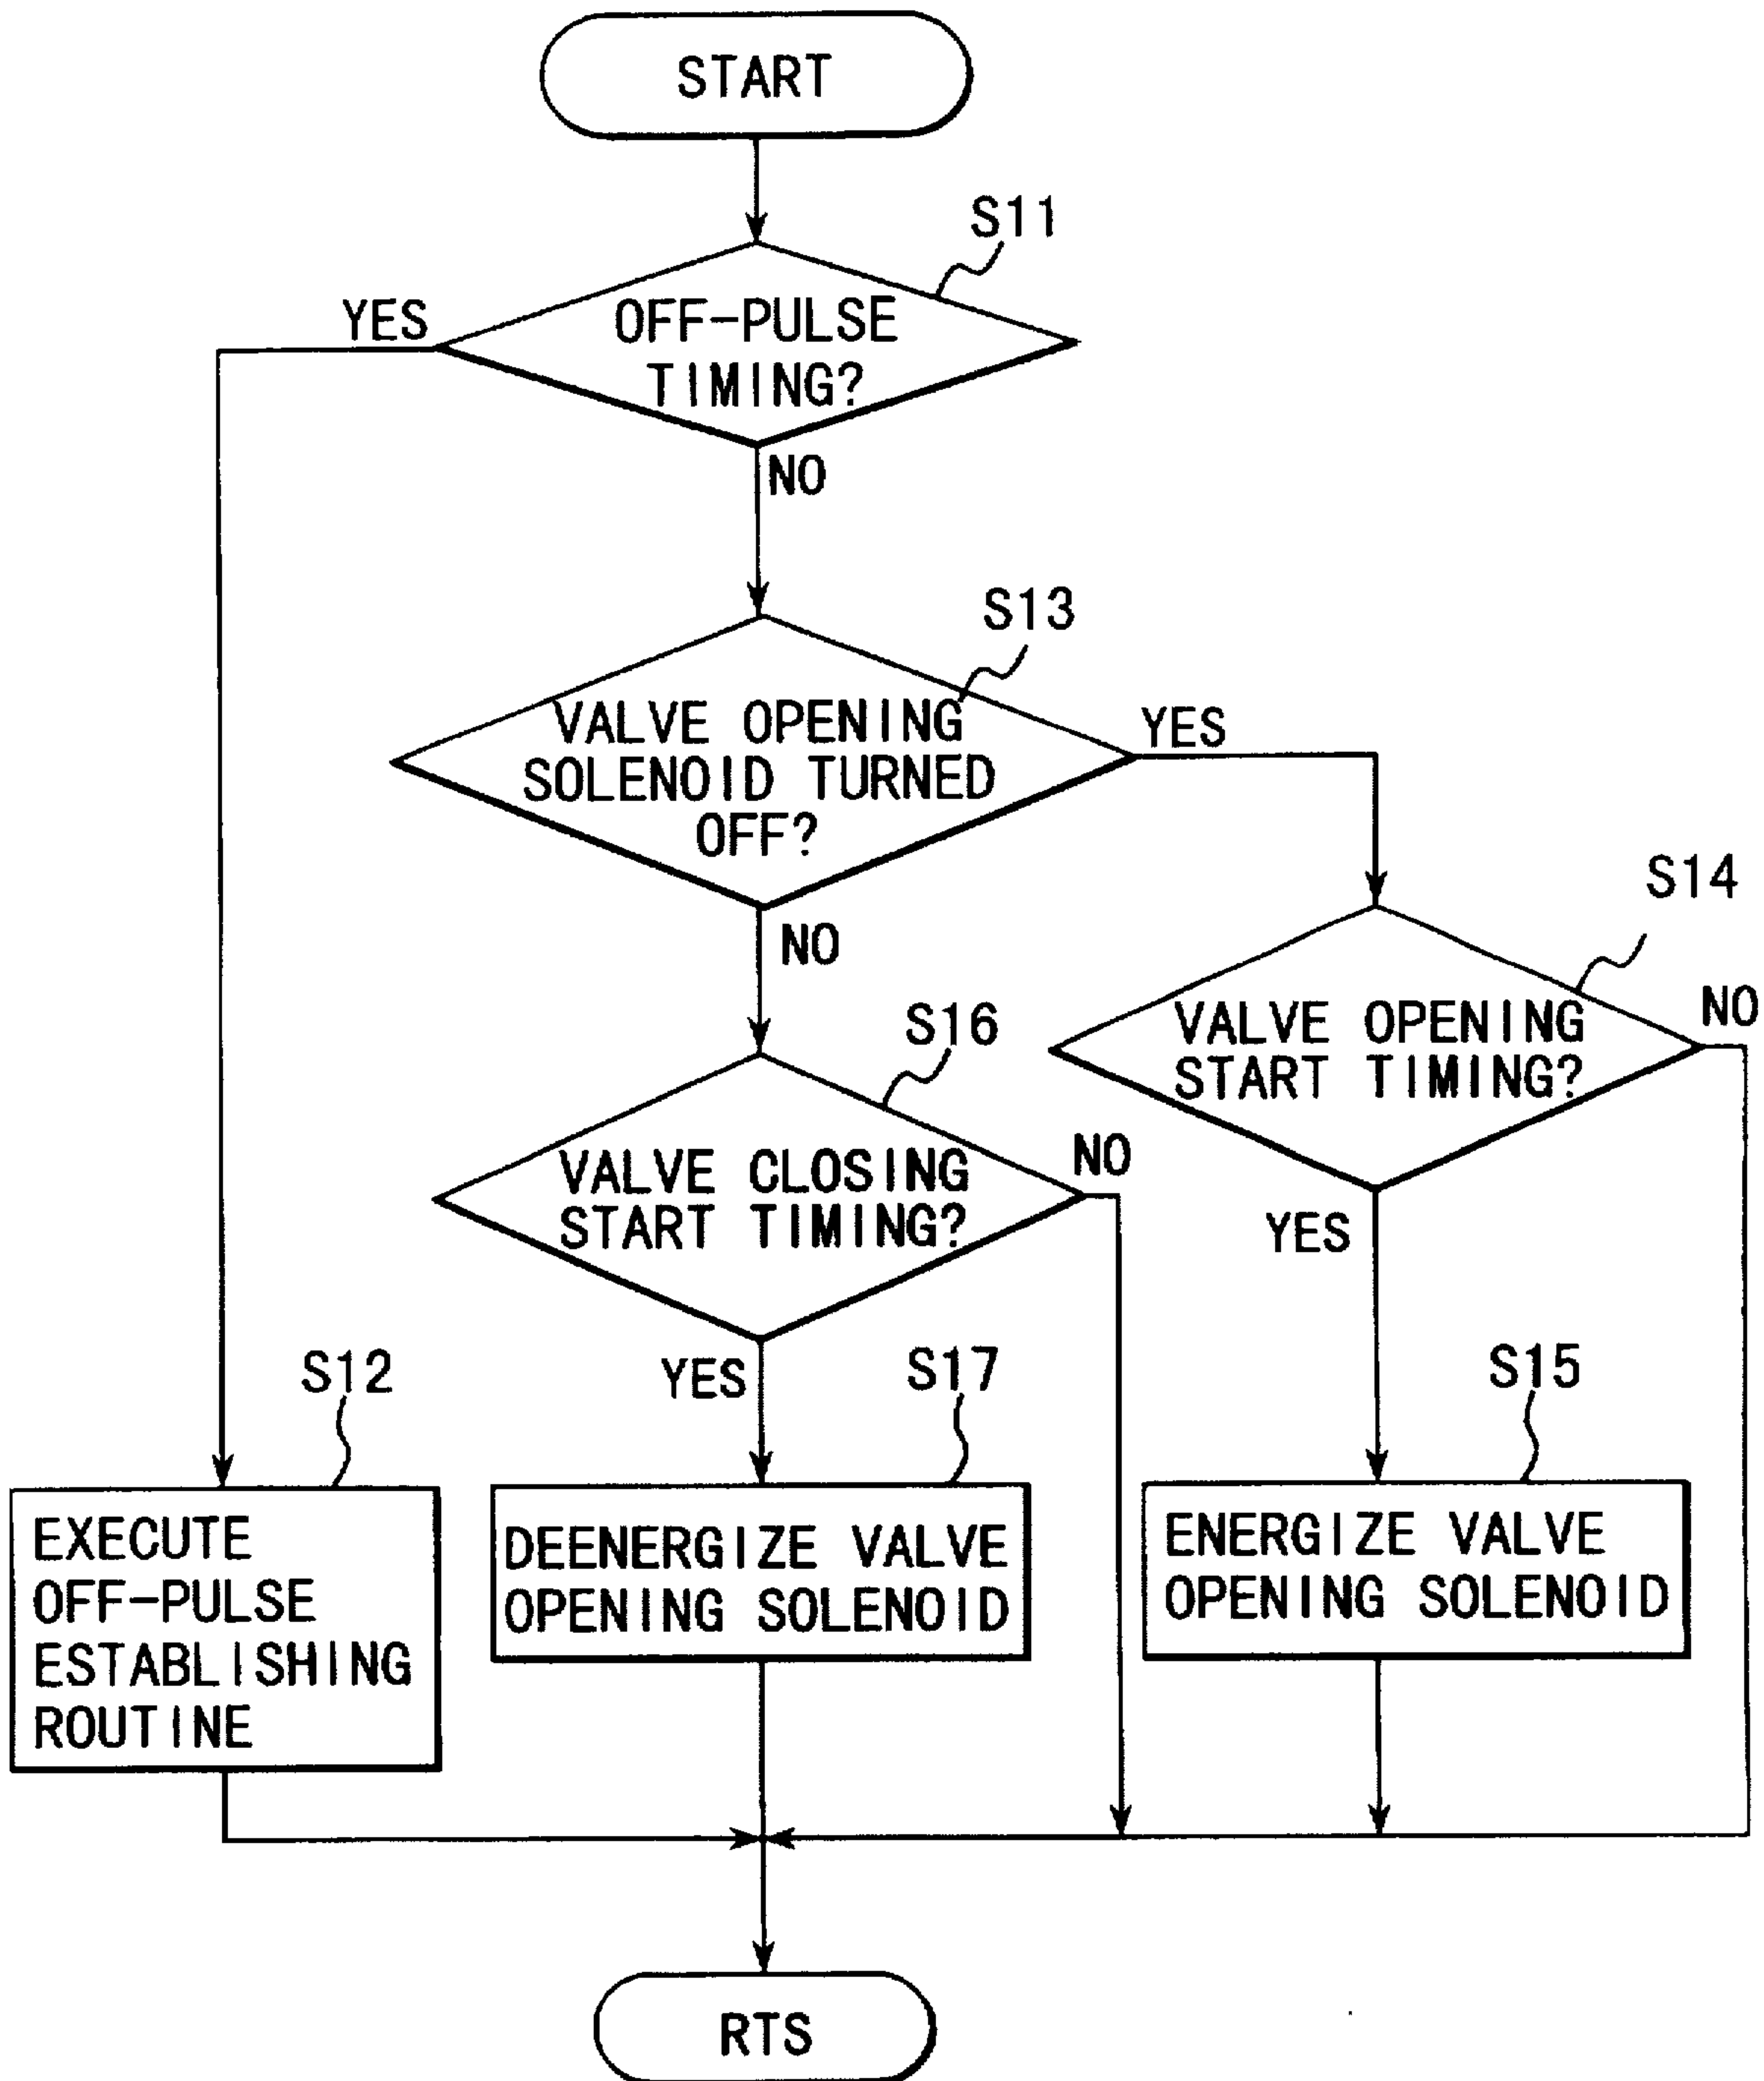 START
S11
YES
OFF-PULSE
TIMING?
NO
S13
VALVE OPENING
SOLENOID TURNED
OFF?
YES
NO
S14
VALVE OPENING
START TIMING?
NO
YES
S16
VALVE CLOSING
START TIMING?
NO
YES
S12
EXECUTE
OFF-PULSE
ESTABLISHING
ROUTINE
S17
DEENERGIZE VALVE
OPENING SOLENOID
S15
ENERGIZE VALVE
OPENING SOLENOID
RTS